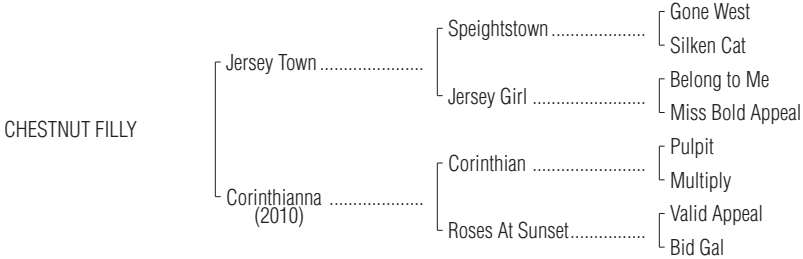 Gone West
Speightstown ....................
Silken Cat
Jersey Town ......................
Belong to Me
Jersey Girl ........................
Miss Bold Appeal
CHESTNUT FILLY
Pulpit
Corinthian ........................
Multiply
Corinthianna ....................
(2010)
Valid Appeal
Roses At Sunset................
Bid Gal